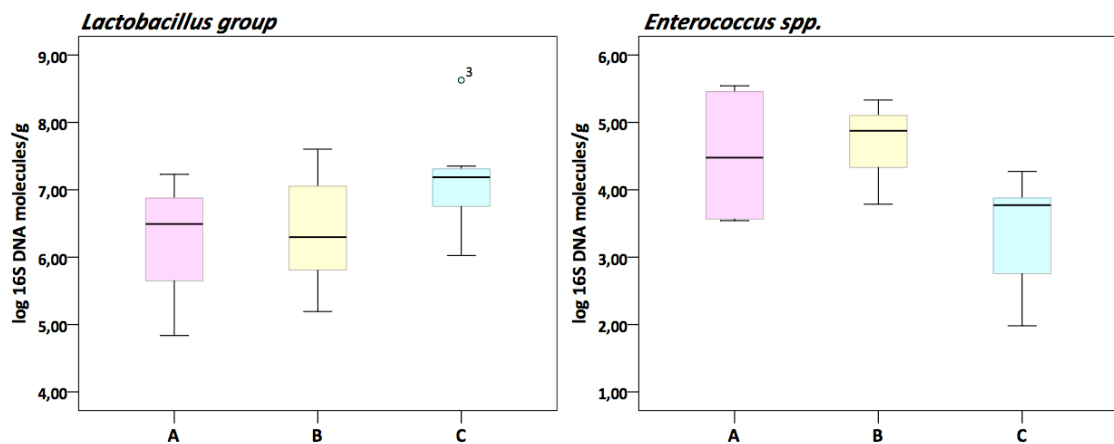 Lactobacillus group
log 16S DNA molecules/g
9,00
8,00
7,00
6,00
5,00
4,00
3
A B C
Enterococcus spp.
log 16S DNA molecules/g
6,00
5,00
4,00
3,00
2,00
1,00
A B C